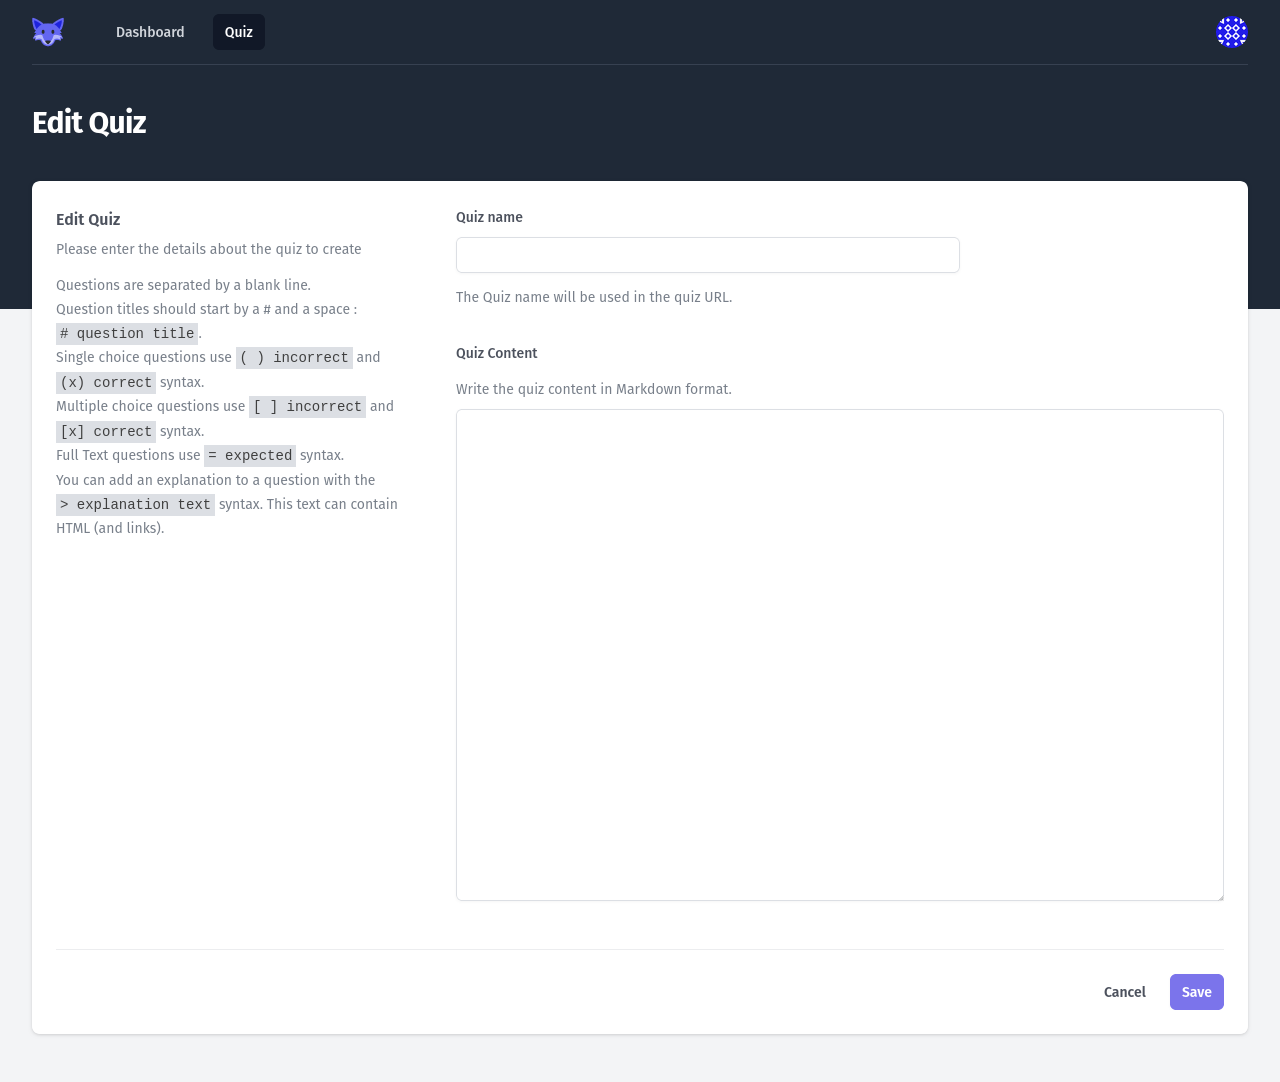 Dashboard
Quiz
Edit Quiz
Edit Quiz
Please enter the details about the quiz to create
Questions are separated by a blank line.
Question titles should start by a # and a space :
# question title.
Single choice questions use ( ) incorrect and
(x) correct syntax.
Multiple choice questions use [ ] incorrect and
[x] correct syntax.
Full Text questions use = expected syntax.
You can add an explanation to a question with the
> explanation text syntax. This text can contain
HTML (and links).
Quiz name
The Quiz name will be used in the quiz URL.
Quiz Content
Write the quiz content in Markdown format.
Cancel
Save